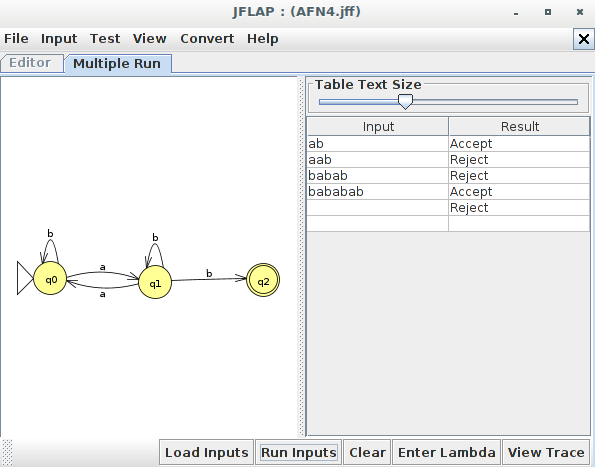 JFLAP : (AFN4.jff)
File Input Test View Convert Help
Editor Multiple Run
Table Text Size
Input Result
ab Accept
aab Reject
babab Reject
bababab Accept
Reject
b b
a
q0 q1 b q2
a
Load Inputs Run Inputs Clear Enter Lambda View Trace